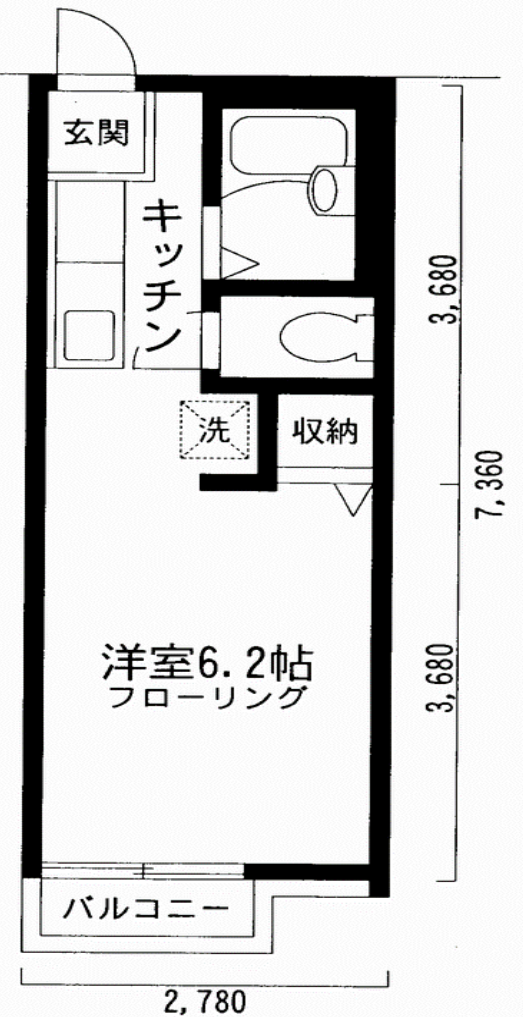 玄関
キッチン
3,680
洗
収納
7,360
洋室6.2帖
フローリング
3,680
バルコニー
2,780